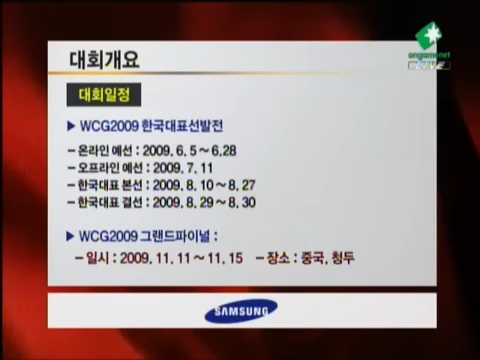 ongamenet
LIVE
대회개요
대회일정
▶ WCG2009 한국대표선발전
- 온라인 예선 : 2009. 6. 5 ~ 6.28
- 오프라인 예선 : 2009. 7. 11
- 한국대표 본선 : 2009. 8. 10 ~ 8. 27
- 한국대표 결선 : 2009. 8. 29 ~ 8. 30
▶ WCG2009 그랜드파이널 :
- 일시 : 2009. 11. 11 ~ 11. 15 - 장소 : 중국, 청두
SAMSUNG